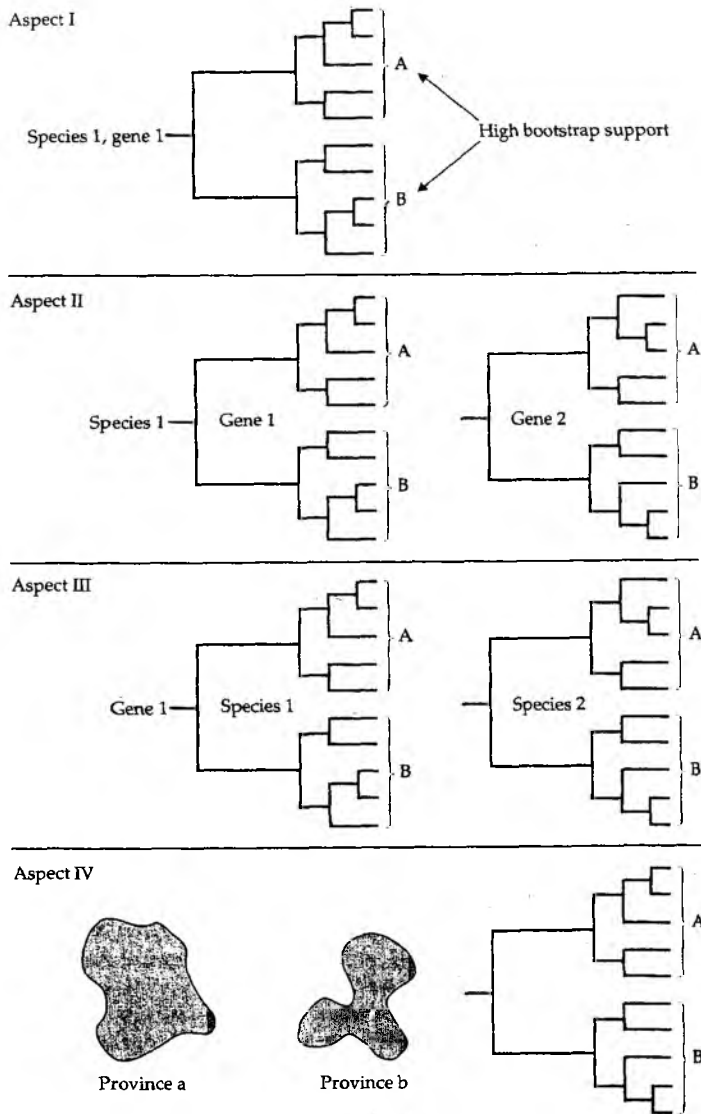 Aspect I
A
Species 1, gene 1
High bootstrap support
B
Aspect II
A
A
Species 1
Gene 1
Gene 2
B
B
Aspect III
A
A
Gene 1
Species 1
Species 2
B
B
Aspect IV
A
B
Province a
Province b